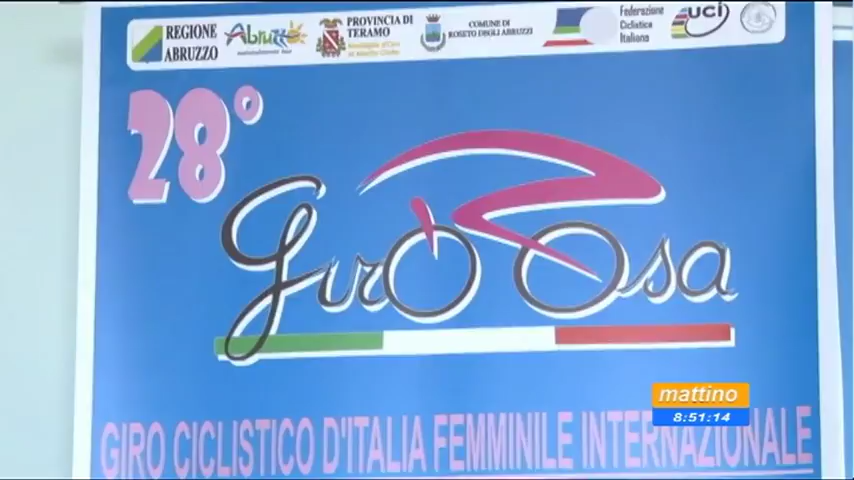 REGIONE
ABRUZZO
Abruzzo
PROVINCIA DI
TERAMO
COMUNE DI
ROSETO DEGLI ABRUZZI
Federazione
Ciclistica
Italiana
UCI
28°
GiroRosa
GIRO CICLISTICO D'ITALIA FEMMINILE INTERNAZIONALE
mattino
8:51:14